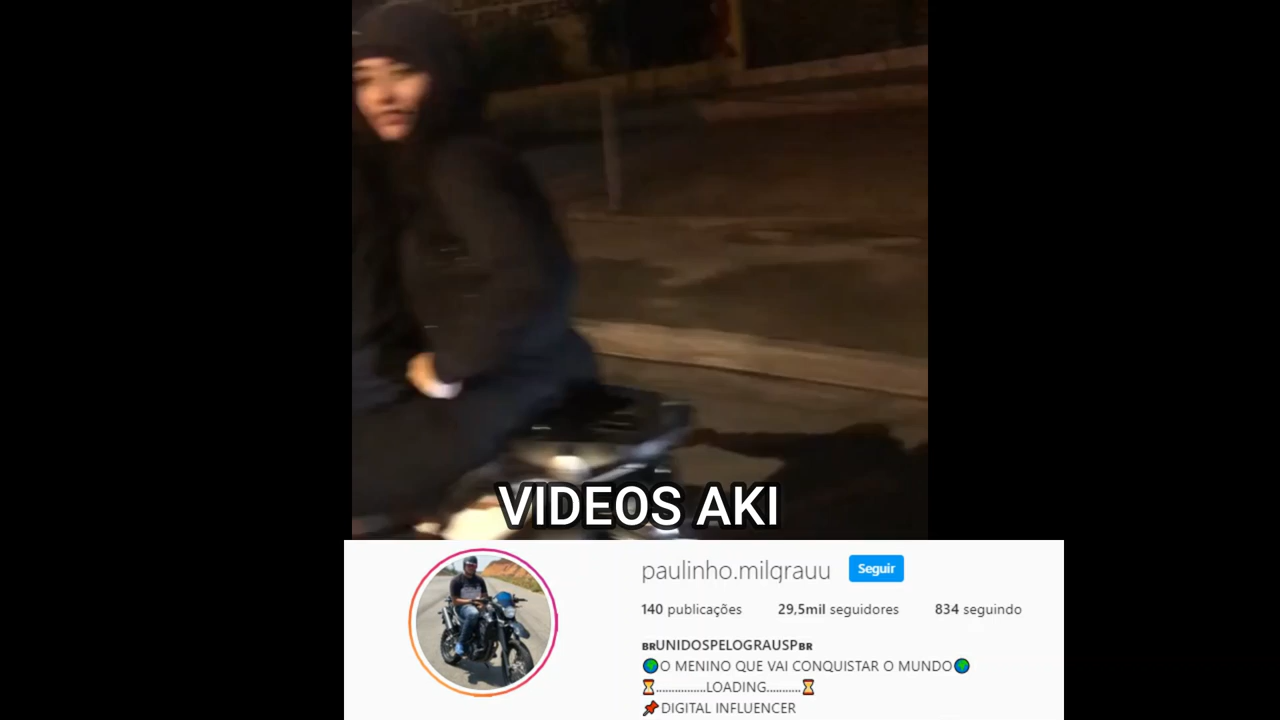 VIDEOS AKI
paulinho.milgrauu Seguir
140 publicações 29,5mil seguidores 834 seguindo
🇧🇷UNIDOSPELOGRAUSP🇧🇷
🌍O MENINO QUE VAI CONQUISTAR O MUNDO🌍
⏳................LOADING...........⏳
📌DIGITAL INFLUENCER